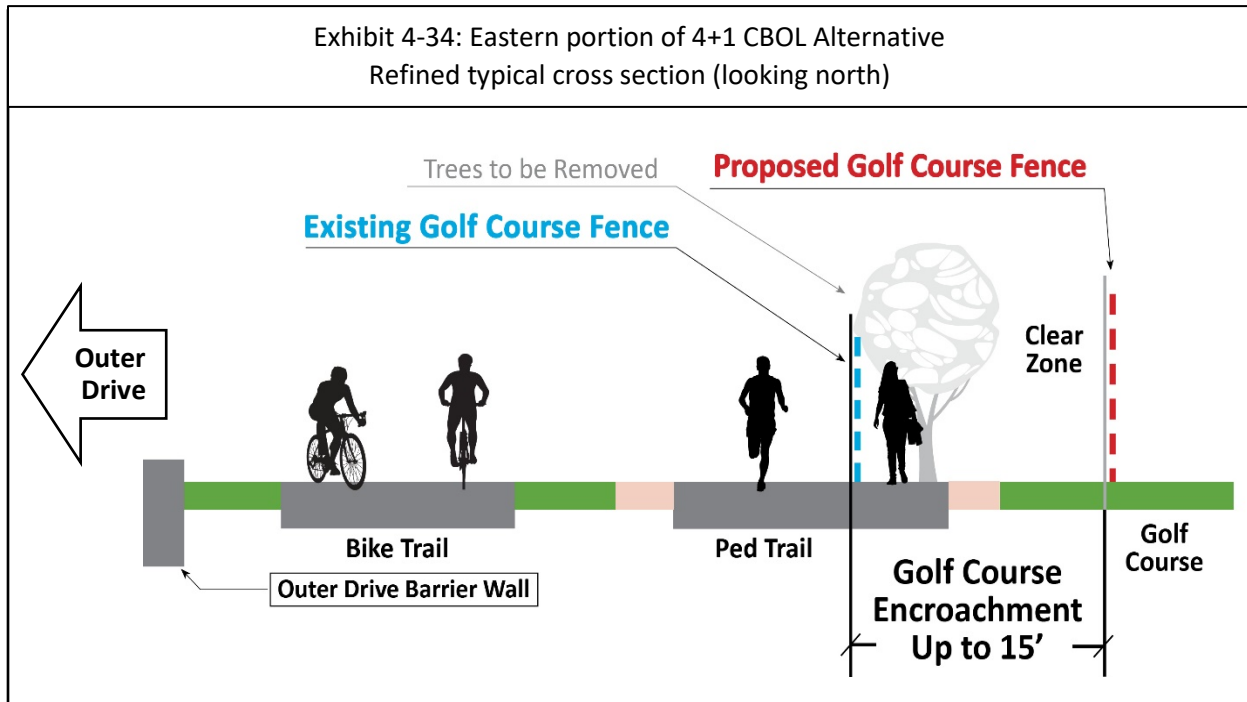 Exhibit 4-34: Eastern portion of 4+1 CBOL Alternative
Refined typical cross section (looking north)
Trees to be Removed
Proposed Golf Course Fence
Existing Golf Course Fence
Outer
Drive
Clear
Zone
Bike Trail
Ped Trail
Golf
Course
Outer Drive Barrier Wall
Golf Course
Encroachment
Up to 15'